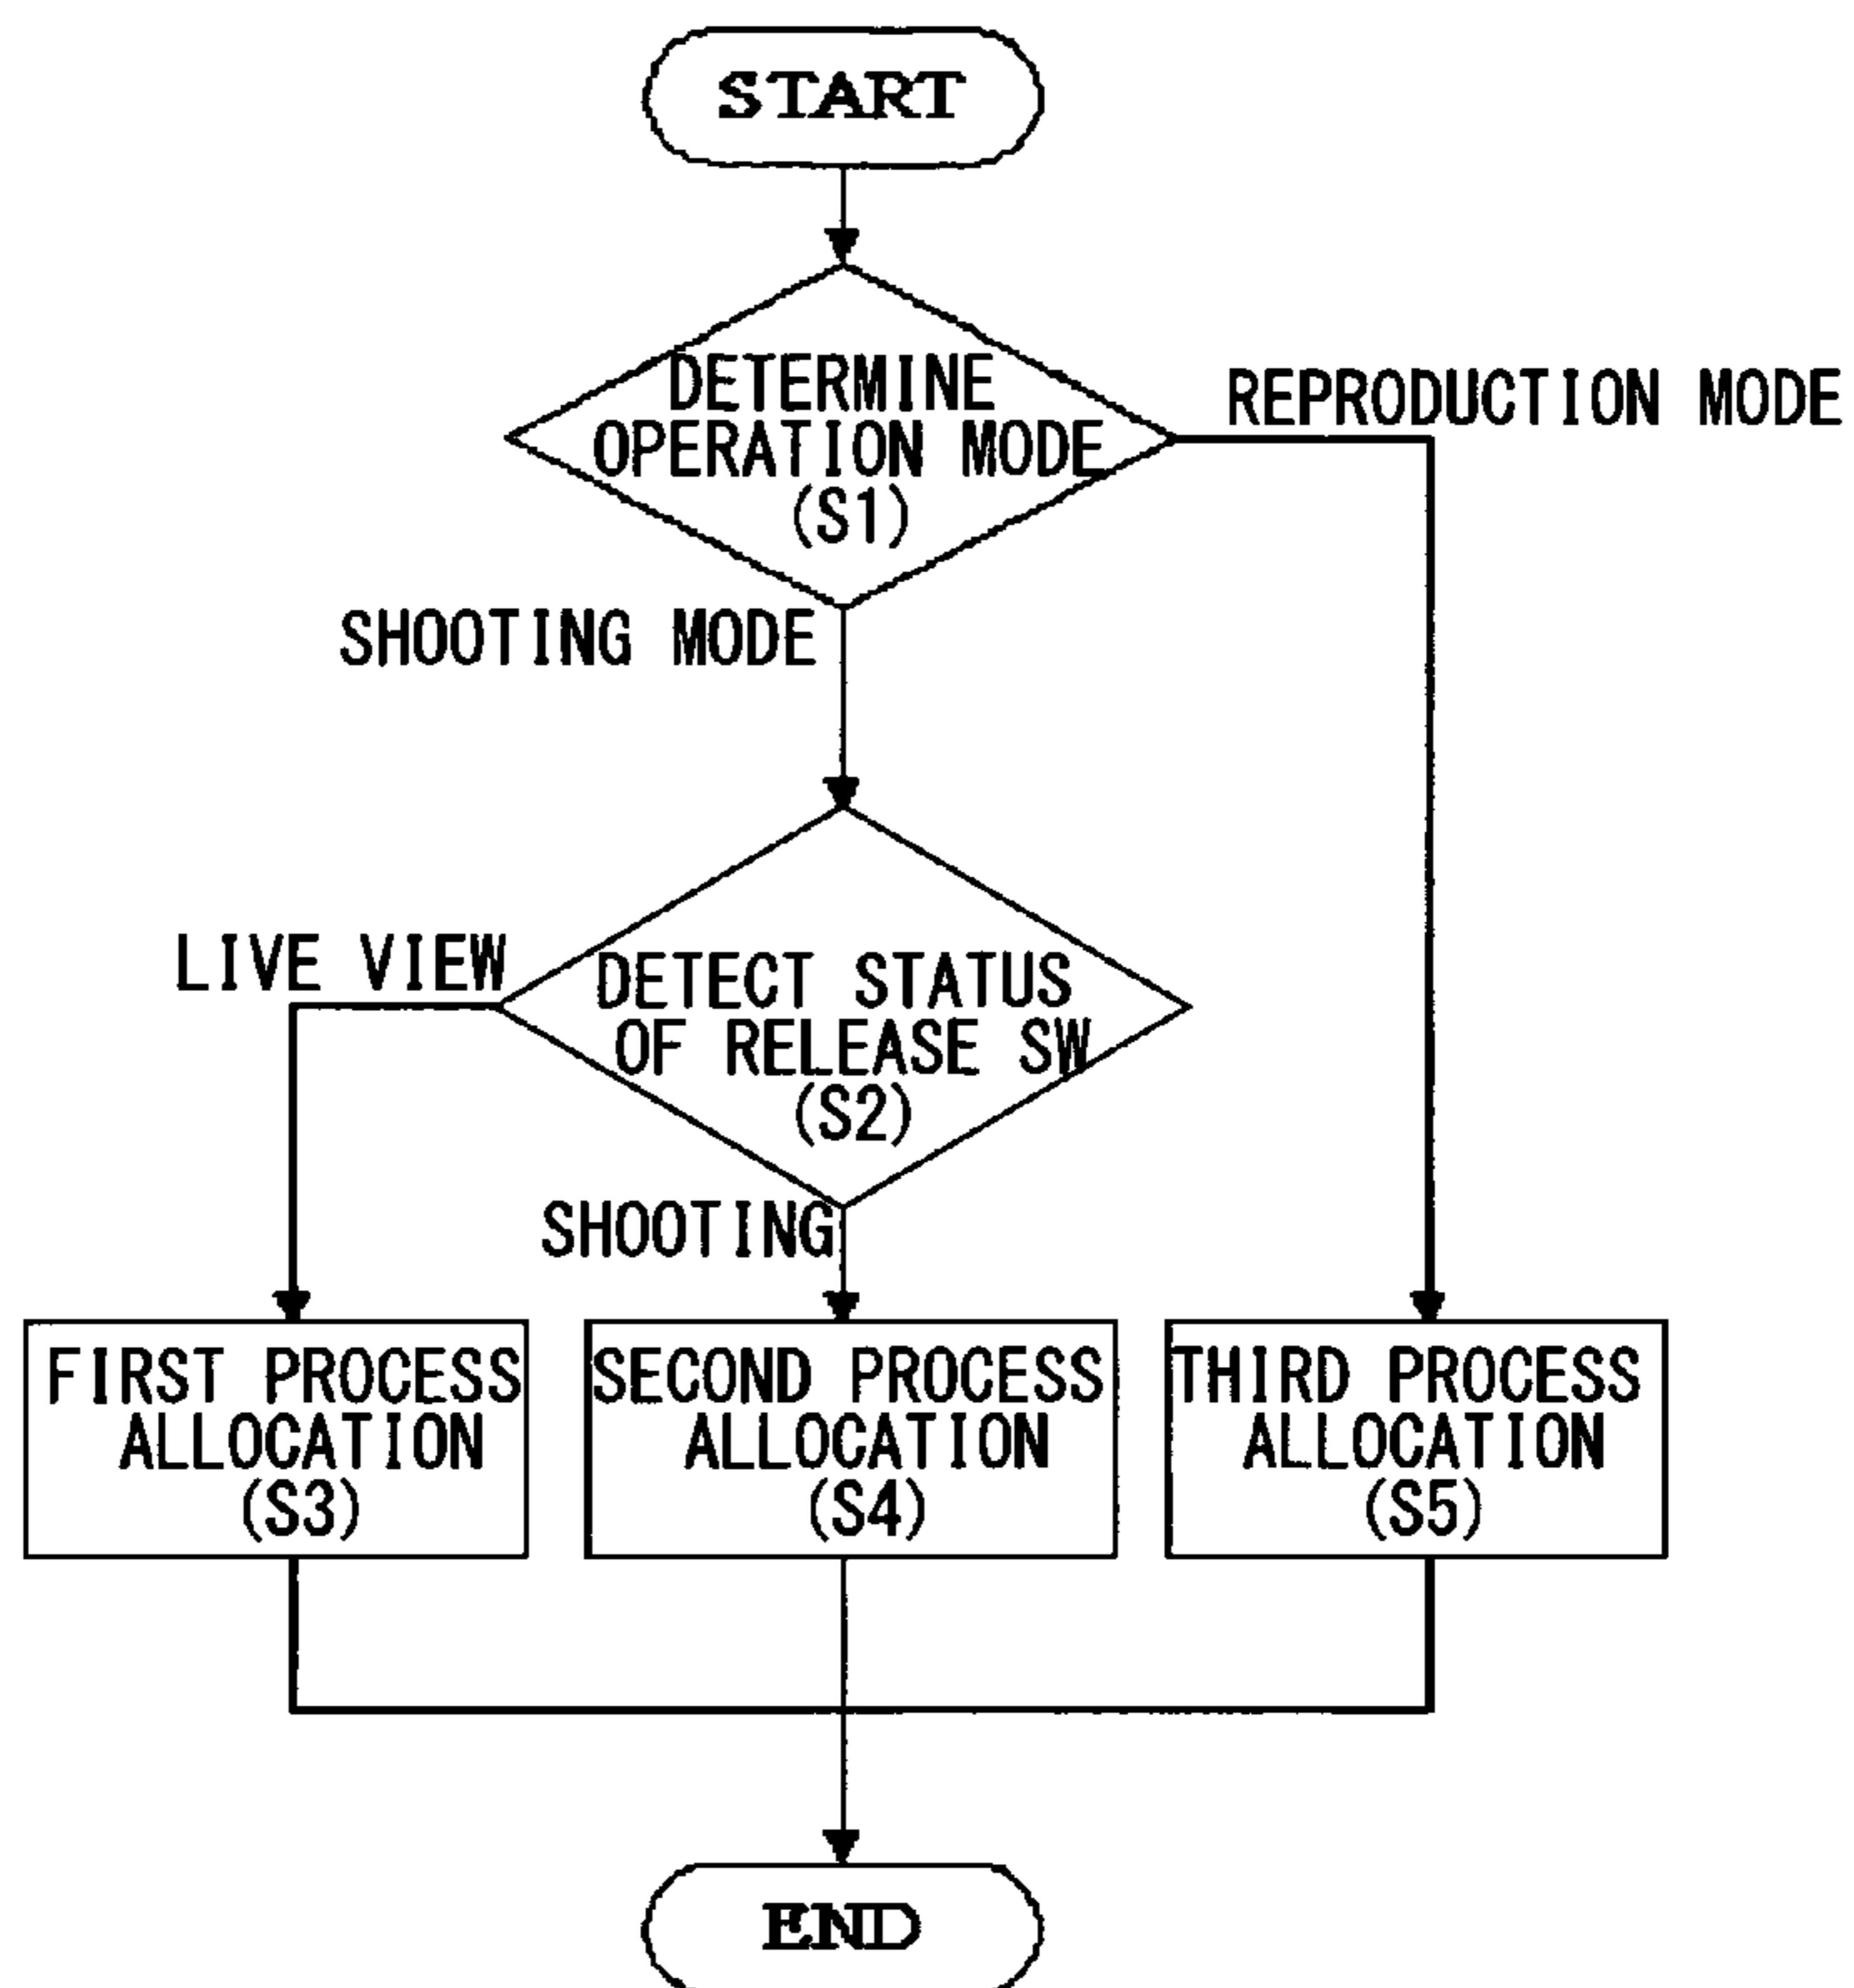 START
DETERMINE
OPERATION MODE
(S1)
REPRODUCTION MODE
SHOOTING MODE
LIVE VIEW
DETECT STATUS
OF RELEASE SW
(S2)
SHOOTING
FIRST PROCESS
ALLOCATION
(S3)
SECOND PROCESS
ALLOCATION
(S4)
THIRD PROCESS
ALLOCATION
(S5)
END